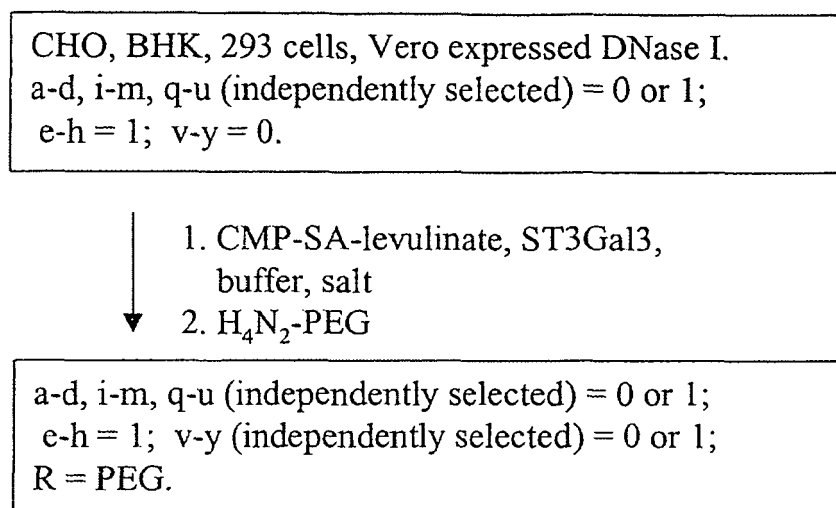 CHO, BHK, 293 cells, Vero expressed DNase I.
a-d, i-m, q-u (independently selected) = 0 or 1;
e-h = 1; v-y = 0.
1. CMP-SA-levulinate, ST3Gal3,
buffer, salt
2. H₄N₂-PEG
a-d, i-m, q-u (independently selected) = 0 or 1;
e-h = 1; v-y (independently selected) = 0 or 1;
R = PEG.